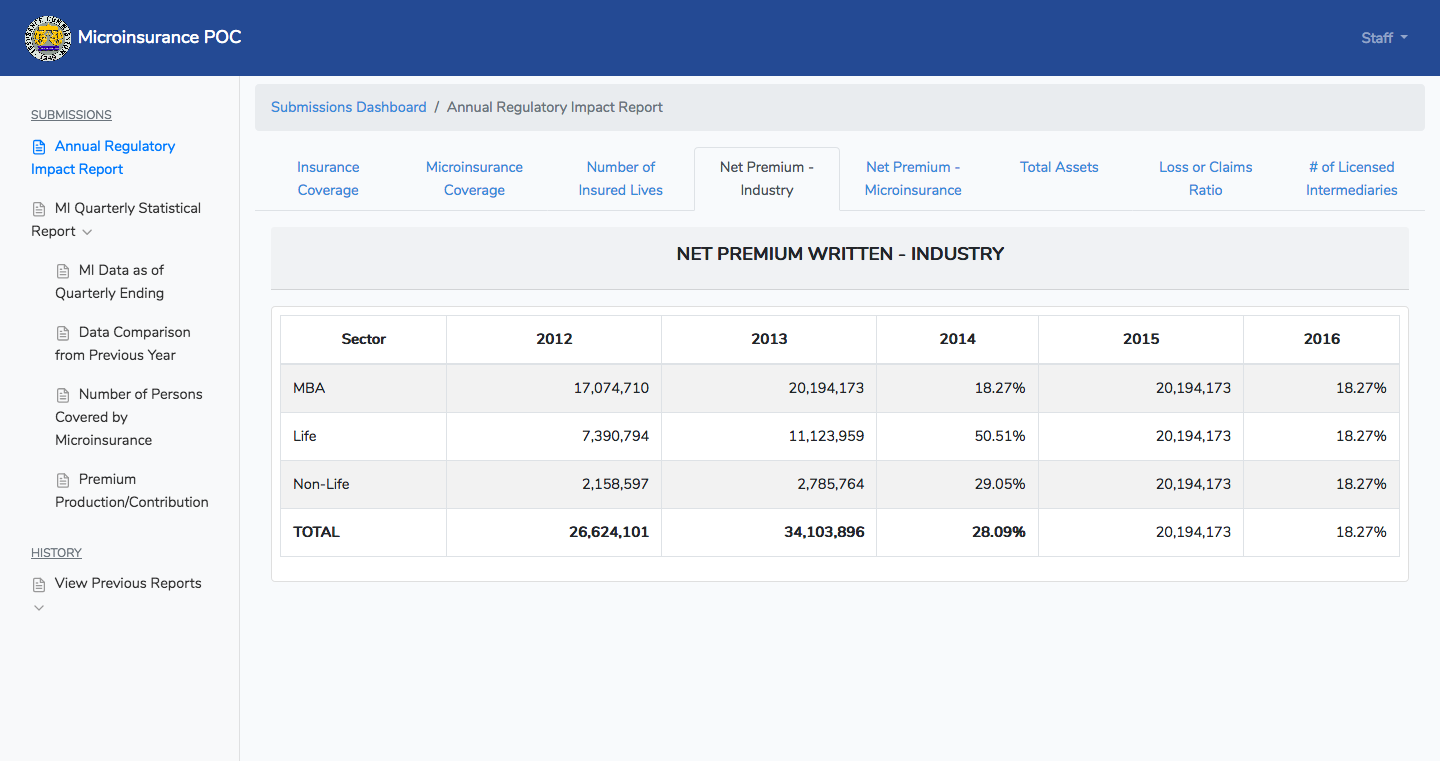 Microinsurance POC
Staff
SUBMISSIONS
Annual Regulatory
Impact Report
MI Quarterly Statistical
Report
MI Data as of
Quarterly Ending
Data Comparison
from Previous Year
Number of Persons
Covered by
Microinsurance
Premium
Production/Contribution
HISTORY
View Previous Reports
Submissions Dashboard / Annual Regulatory Impact Report
Insurance
Coverage
Microinsurance
Coverage
Number of
Insured Lives
Net Premium -
Industry
Net Premium -
Microinsurance
Total Assets
Loss or Claims
Ratio
# of Licensed
Intermediaries
NET PREMIUM WRITTEN - INDUSTRY
Sector 2012 2013 2014 2015 2016
MBA 17,074,710 20,194,173 18.27% 20,194,173 18.27%
Life 7,390,794 11,123,959 50.51% 20,194,173 18.27%
Non-Life 2,158,597 2,785,764 29.05% 20,194,173 18.27%
TOTAL 26,624,101 34,103,896 28.09% 20,194,173 18.27%